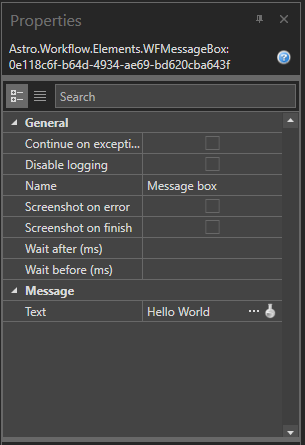 Properties
Astro.Workflow.Elements.WFMessageBox:
0e118c6f-b64d-4934-ae69-bd620cba643f
Search
General
Continue on excepti...
Disable logging
Name Message box
Screenshot on error
Screenshot on finish
Wait after (ms)
Wait before (ms)
Message
Text Hello World ...